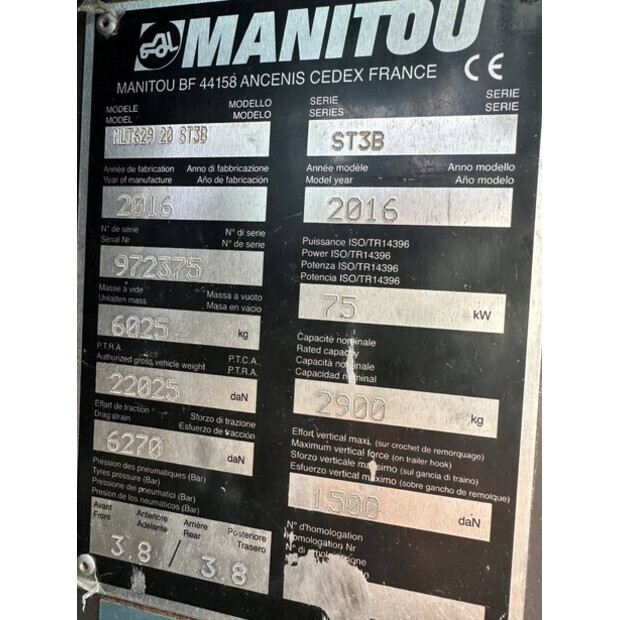 MANITOU
MANITOU BF 44158 ANCENIS CEDEX FRANCE CE
MODELE MODELLO
MODEL MODELO
MLT629 20 ST3B
Année de fabrication Anno di fabbricazione
Year of manufacture Año de fabricación
2016
N° de série N° di serie
Serial Nr N° de serie
972375
Masse à vide Massa a vuoto
Unladen mass Masa en vacio
6025 kg
P.T.R.A. P.T.C.A.
Authorized gross vehicle weight P.T.R.A.
22025 daN
Effort de traction Sforzo di trazione
Drag strain Esfuerzo de tracción
6270 daN
Pression des pneumatiques (Bar)
Tyres pressure (Bar)
Pressione dei pneumatici (Bar)
Presion de los neumáticos (Bar)
Avant Anteriore Arrière Posteriore
Front Adelante Rear Trasero
3.8 / 3.8
SERIE SERIE
SERIES SERIE
ST3B
Année modèle Anno modello
Model year Año modelo
2016
Puissance ISO/TR14396
Power ISO/TR14396
Potenza ISO/TR14396
Potencia ISO/TR14396
75 kW
Capacité nominale
Rated capacity
Capacità nominale
Capacidad nominal
2900 kg
Effort vertical maxi. (sur crochet de remorquage)
Maximum vertical force (on trailer hook)
Sforzo verticale massimo (sul gancia di traino)
Esfuerzo vertical maximo (sobre gancho de remolque)
1500 daN
N° d'homologation
Homologation Nr
N° di